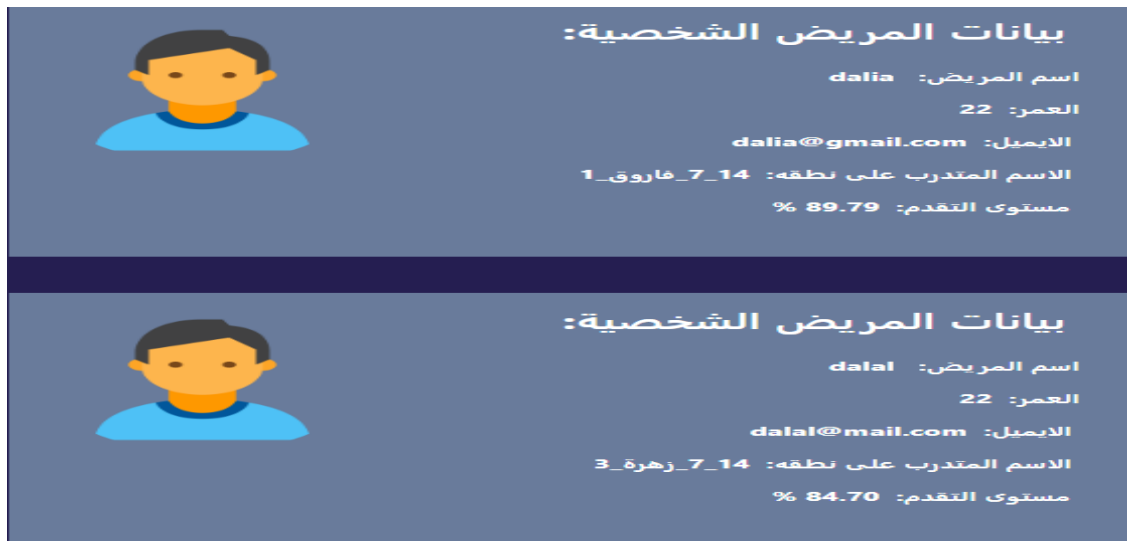 بيانات المريض الشخصية:
اسم المريض: dalia
العمر: 22
الايميل: dalia@gmail.com
الاسم المتدرب على نطقه: 14_7_فاروق_1
مستوى التقدم: 89.79 %
بيانات المريض الشخصية:
اسم المريض: dalal
العمر: 22
الايميل: dalal@mail.com
الاسم المتدرب على نطقه: 14_7_زهرة_3
مستوى التقدم: 84.70 %